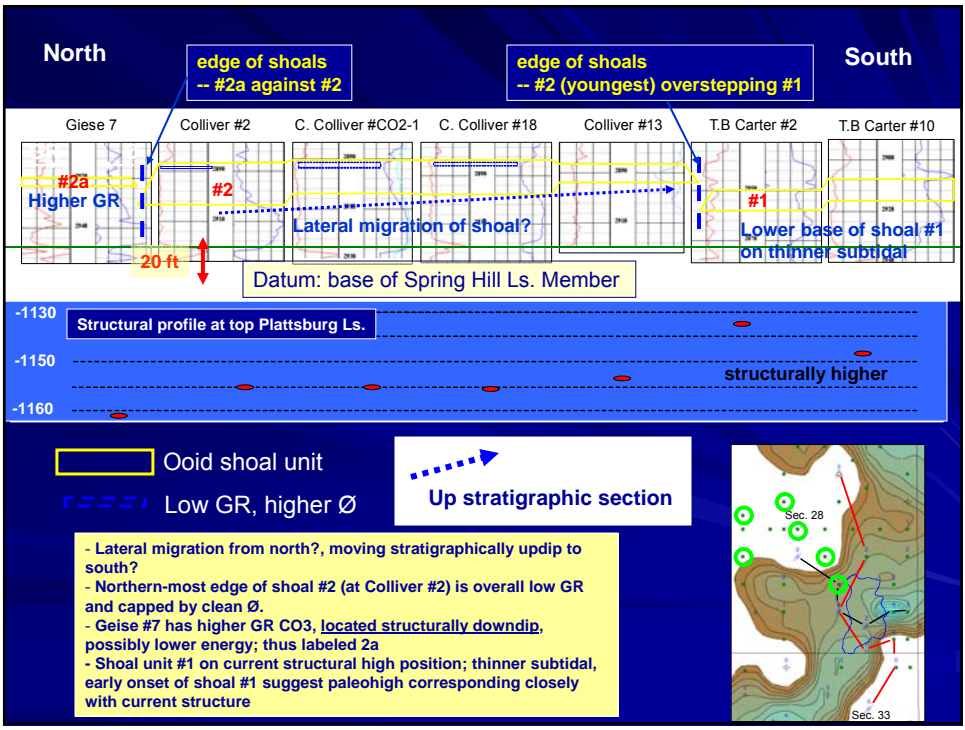 North
South
edge of shoals
-- #2a against #2
edge of shoals
-- #2 (youngest) overstepping #1
Giese 7
Colliver #2
C. Colliver #CO2-1
C. Colliver #18
Colliver #13
T.B Carter #2
T.B Carter #10
#2a
Higher GR
#2
#1
Lateral migration of shoal?
Lower base of shoal #1
on thinner subtidal
20 ft
Datum: base of Spring Hill Ls. Member
-1130
Structural profile at top Plattsburg Ls.
-1150
structurally higher
-1160
Ooid shoal unit
Low GR, higher Ø
Up stratigraphic section
- Lateral migration from north?, moving stratigraphically updip to
south?
- Northern-most edge of shoal #2 (at Colliver #2) is overall low GR
and capped by clean Ø.
- Geise #7 has higher GR CO3, located structurally downdip,
possibly lower energy; thus labeled 2a
- Shoal unit #1 on current structural high position; thinner subtidal,
early onset of shoal #1 suggest paleohigh corresponding closely
with current structure
Sec. 28
Sec. 33